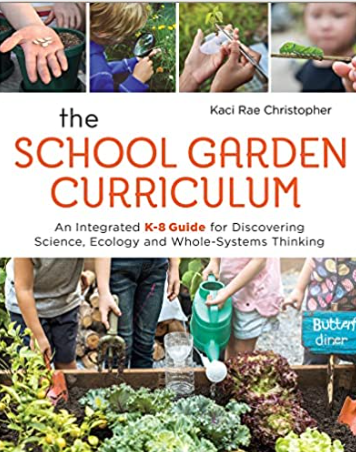 Kaci Rae Christopher
the
SCHOOL GARDEN
CURRICULUM
An Integrated K-8 Guide for Discovering
Science, Ecology and Whole-Systems Thinking
diner